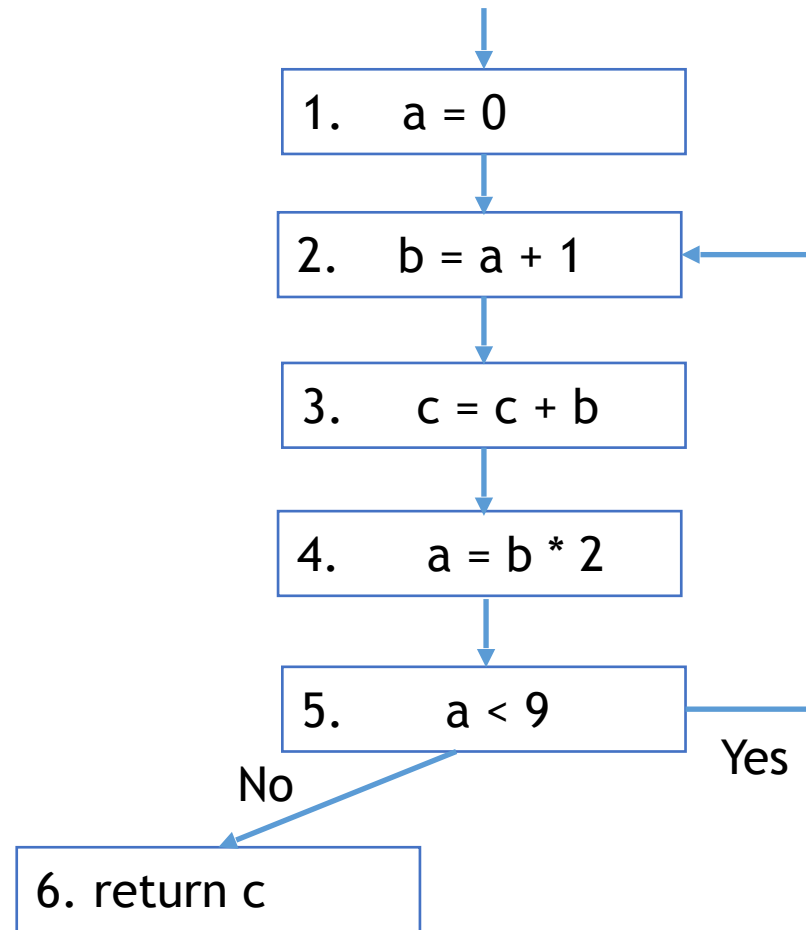 1. a = 0
2. b = a + 1
3. c = c + b
4. a = b * 2
5. a < 9
Yes
No
6. return c